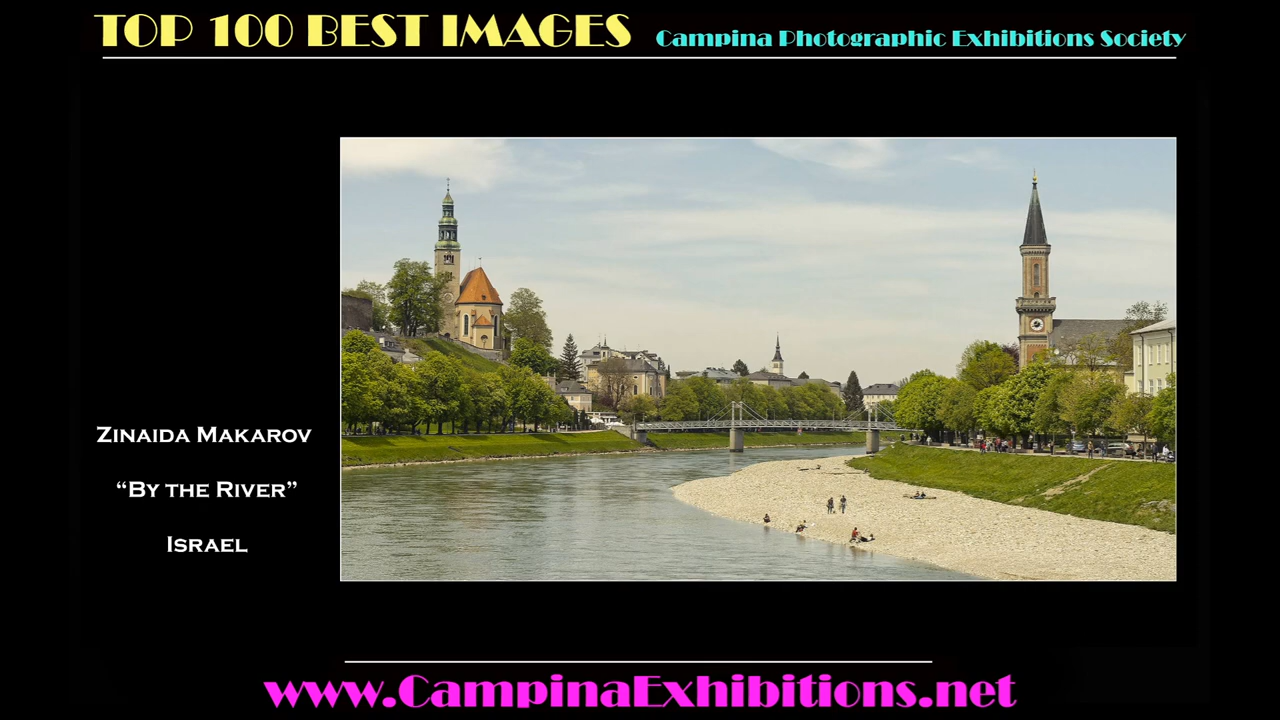 TOP 100 BEST IMAGES Campina Photographic Exhibitions Society
Zinaida Makarov
“By the River”
Israel
www.CampinaExhibitions.net